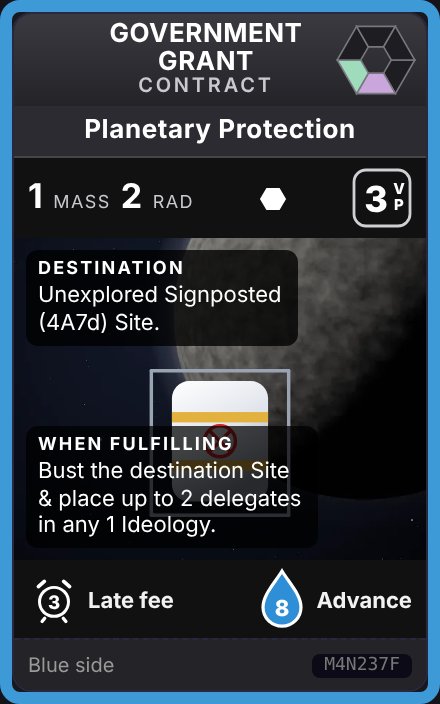 GOVERNMENT
GRANT
CONTRACT
Planetary Protection
1 MASS 2 RAD
3 VP
DESTINATION
Unexplored Signposted
(4A7d) Site.
WHEN FULFILLING
Bust the destination Site
& place up to 2 delegates
in any 1 Ideology.
3 Late fee
8 Advance
Blue side
M4N237F